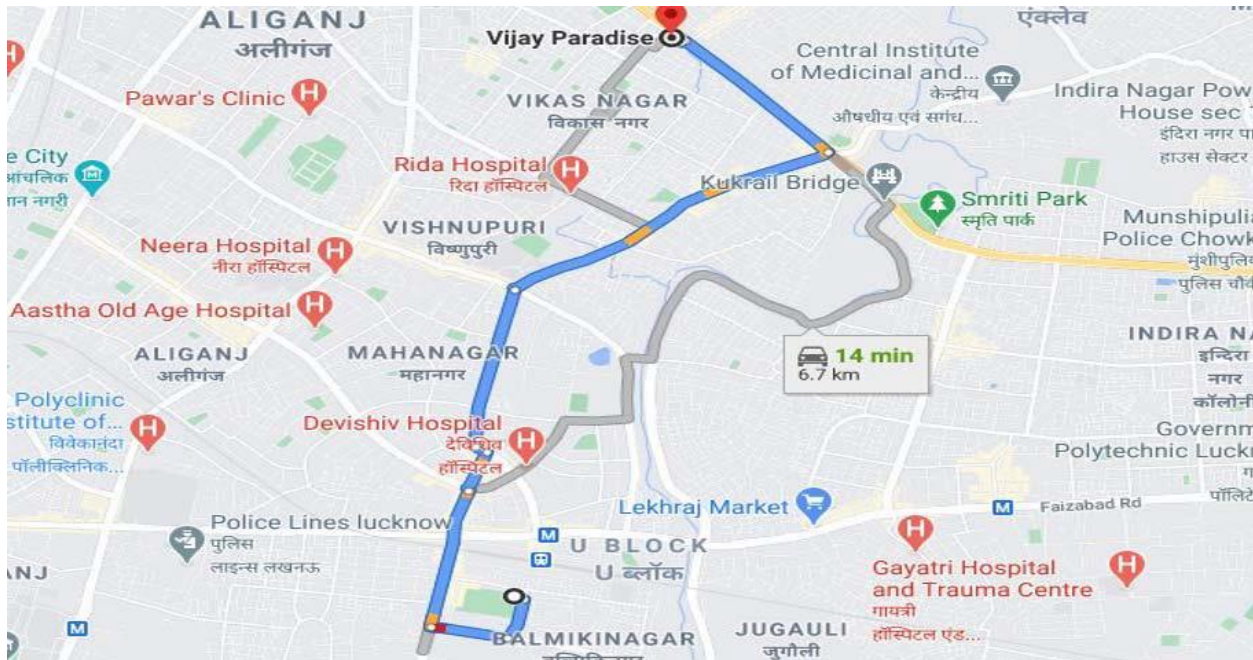 ALIGANJ
अलीगंज
Vijay Paradise
एंक्लेव
Central Institute
of Medicinal and...
केन्द्रीय
औषधीय एवं सगंध...
Pawar's Clinic
H
VIKAS NAGAR
विकास नगर
Indira Nagar Pow
House sec
इंदिरा नगर पा
हाउस सेक्टर
e City
आंचलिक
ान नगरी
Rida Hospital
रिदा हॉस्पिटल
H
Kukrail Bridge
Smriti Park
स्मृति पार्क
VISHNUPURI
विष्णुपुरी
Munshipulia
Police Chowk
मुंशीपुलि
पुलिस चौ
Neera Hospital
नीरा हॉस्पिटल
H
Aastha Old Age Hospital
H
ALIGANJ
अलीगंज
MAHANAGAR
महानगर
14 min
6.7 km
INDIRA NA
इन्दिरा
नगर
कॉलोनी
Polyclinic
stitute of...
विवेकानंदा
पॉलीक्लिनिक...
H
Devishiv Hospital
देविशिव
हॉस्पिटल
H
Governm
Polytechnic Luckn
पॉलिटे
Lekhraj Market
M
Faizabad Rd
Police Lines lucknow
पुलिस
लाइन्स लखनऊ
M
U BLOCK
U ब्लॉक
H
Gayatri Hospital
and Trauma Centre
गायत्री
हॉस्पिटल एंड...
H
ANJ
M
BALMIKINAGAR
JUGAULI
जुगौली